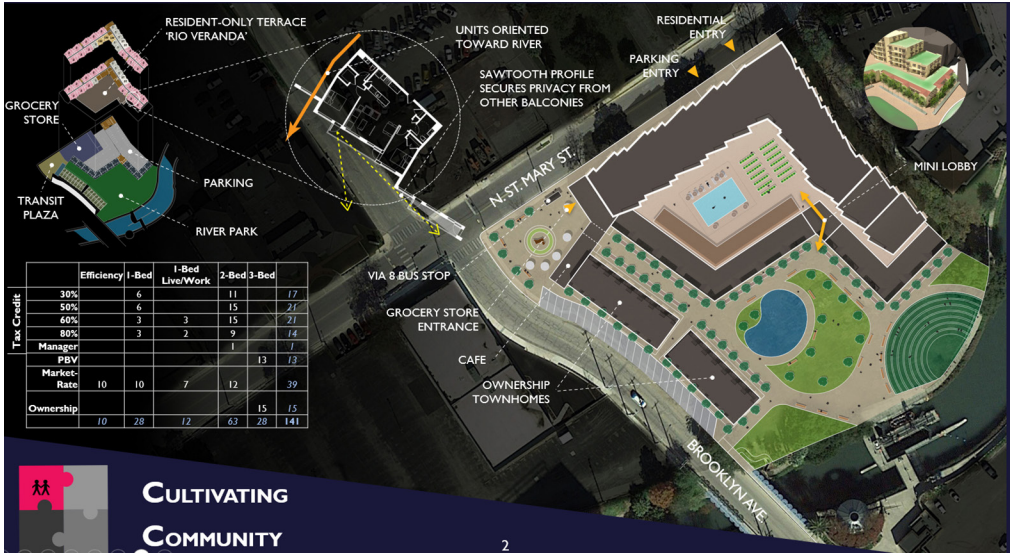 RESIDENT-ONLY TERRACE
'RIO VERANDA'
GROCERY
STORE
TRANSIT
PLAZA
PARKING
RIVER PARK
UNITS ORIENTED
TOWARD RIVER
SAWTOOTH PROFILE
SECURES PRIVACY FROM
OTHER BALCONIES
RESIDENTIAL
ENTRY
PARKING
ENTRY
MINI LOBBY
N. ST. MARY ST.
VIA 8 BUS STOP
GROCERY STORE
ENTRANCE
CAFE
OWNERSHIP
TOWNHOMES
BROOKLYN AVE
Efficiency 1-Bed 1-Bed Live/Work 2-Bed 3-Bed
Tax Credit
30% 6 11 17
50% 6 15 21
60% 3 3 15 21
80% 3 2 9 14
Manager 1 1
PBV 13 13
Market-Rate 10 10 7 12 39
Ownership 15 15
10 28 12 63 28 141
CULTIVATING
COMMUNITY
2